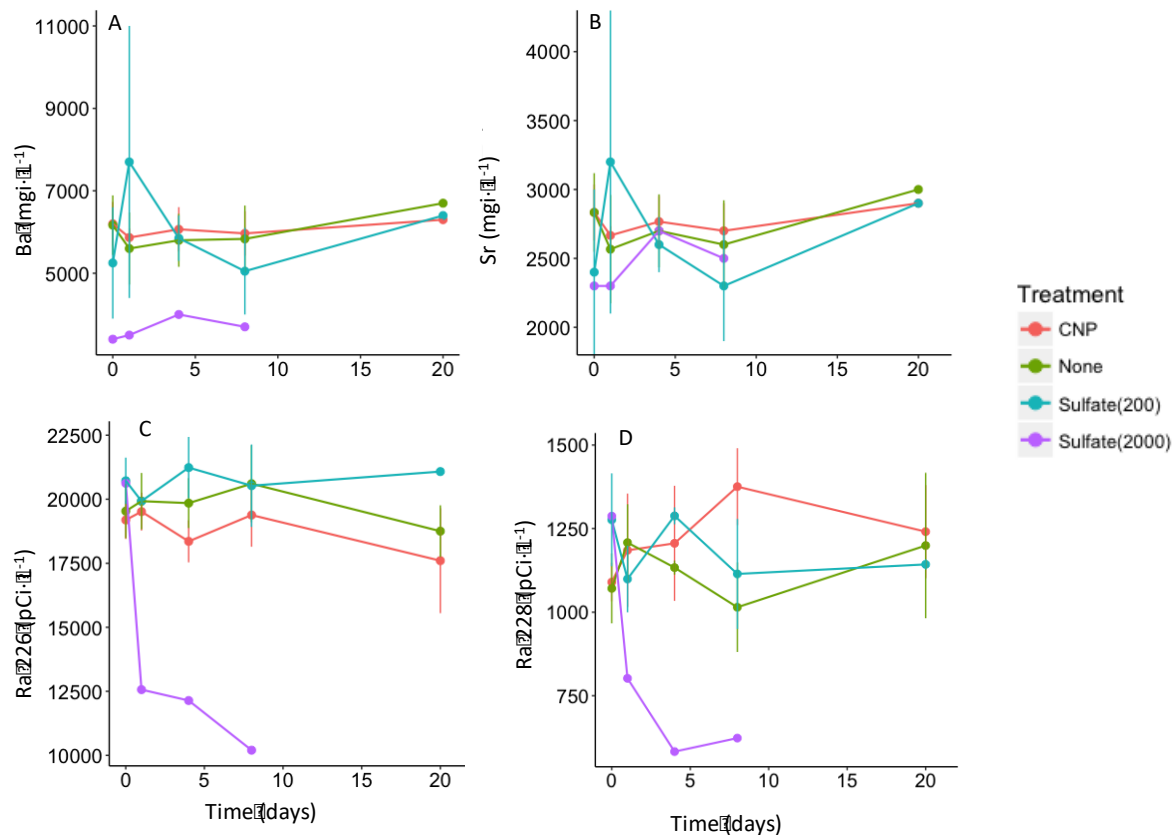 A
Ba (mgi· L-1)
11000
9000
7000
5000
0 5 10 15 20
B
Sr (mgi· L-1)
4000
3500
3000
2500
2000
0 5 10 15 20
Treatment
CNP
None
Sulfate(200)
Sulfate(2000)
C
Ra 226 (pCi· L-1)
22500
20000
17500
15000
12500
10000
0 5 10 15 20
Time (days)
D
Ra 228 (pCi· L-1)
1500
1250
1000
750
0 5 10 15 20
Time (days)